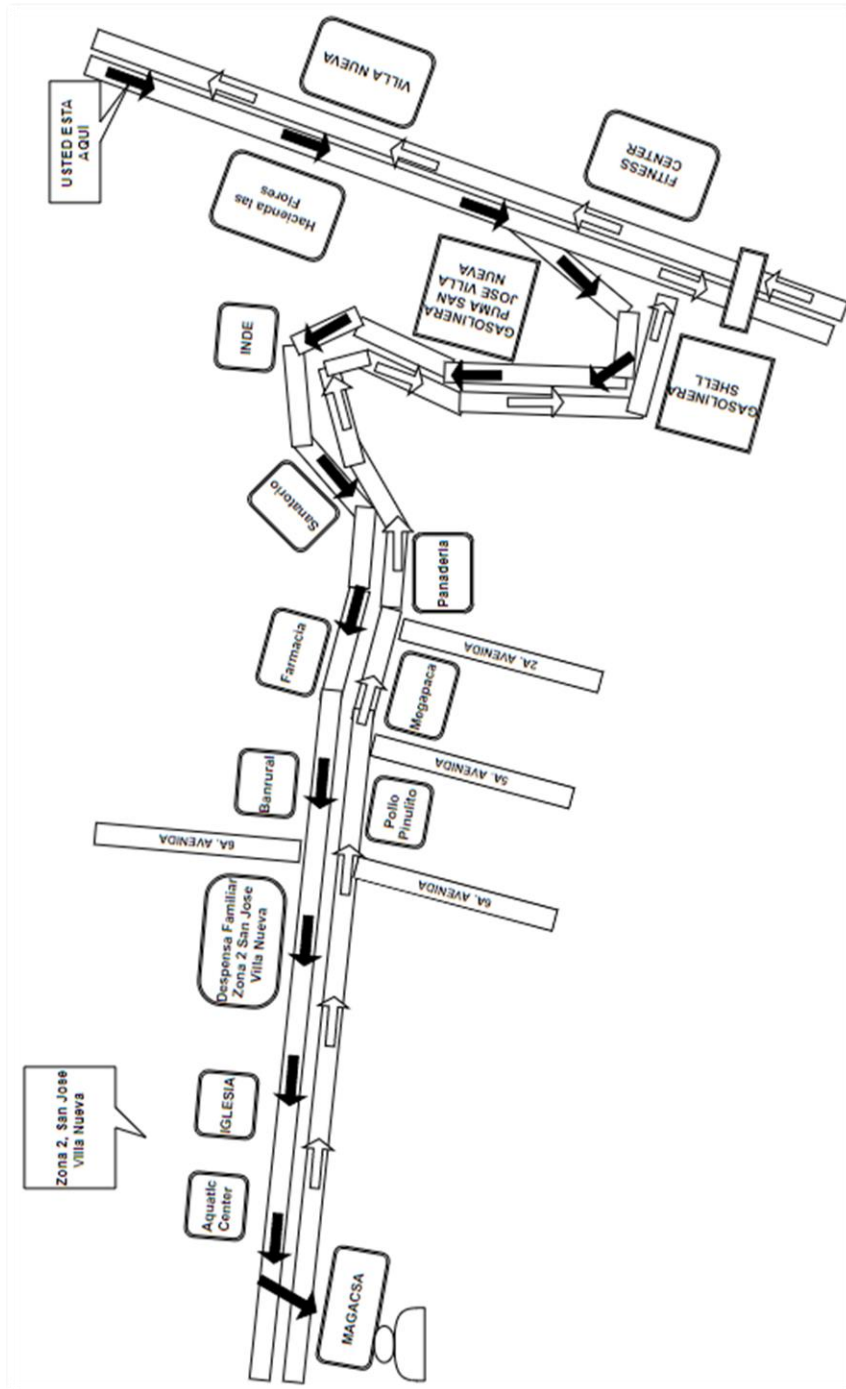 USTED ESTA
AQUÍ
VILLA NUEVA
Hacienda las
Flores
FITNESS
CENTER
GASOLINERA
PUMA SAN
JOSE VILLA
NUEVA
INDE
GASOLINERA
SHELL
Sanatorio
Panaderia
Farmacia
2A. AVENIDA
Megapaca
5A. AVENIDA
Banrural
Pollo
Pinulito
6A. AVENIDA
6A. AVENIDA
Despensa Familiar
Zona 2 San Jose
Villa Nueva
Zona 2, San Jose
Villa Nueva
IGLESIA
Aquatic
Center
MAGACSA